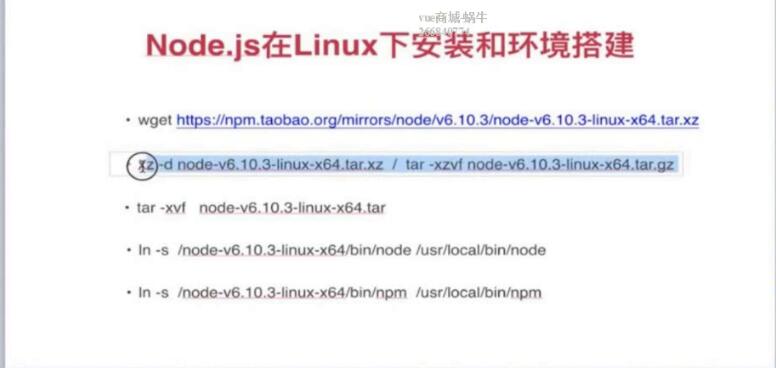 vue商城-蜗牛
266840774
Node.js在Linux下安装和环境搭建
• wget https://npm.taobao.org/mirrors/node/v6.10.3/node-v6.10.3-linux-x64.tar.xz
• xz -d node-v6.10.3-linux-x64.tar.xz / tar -xzvf node-v6.10.3-linux-x64.tar.gz
• tar -xvf node-v6.10.3-linux-x64.tar
• ln -s /node-v6.10.3-linux-x64/bin/node /usr/local/bin/node
• ln -s /node-v6.10.3-linux-x64/bin/npm /usr/local/bin/npm